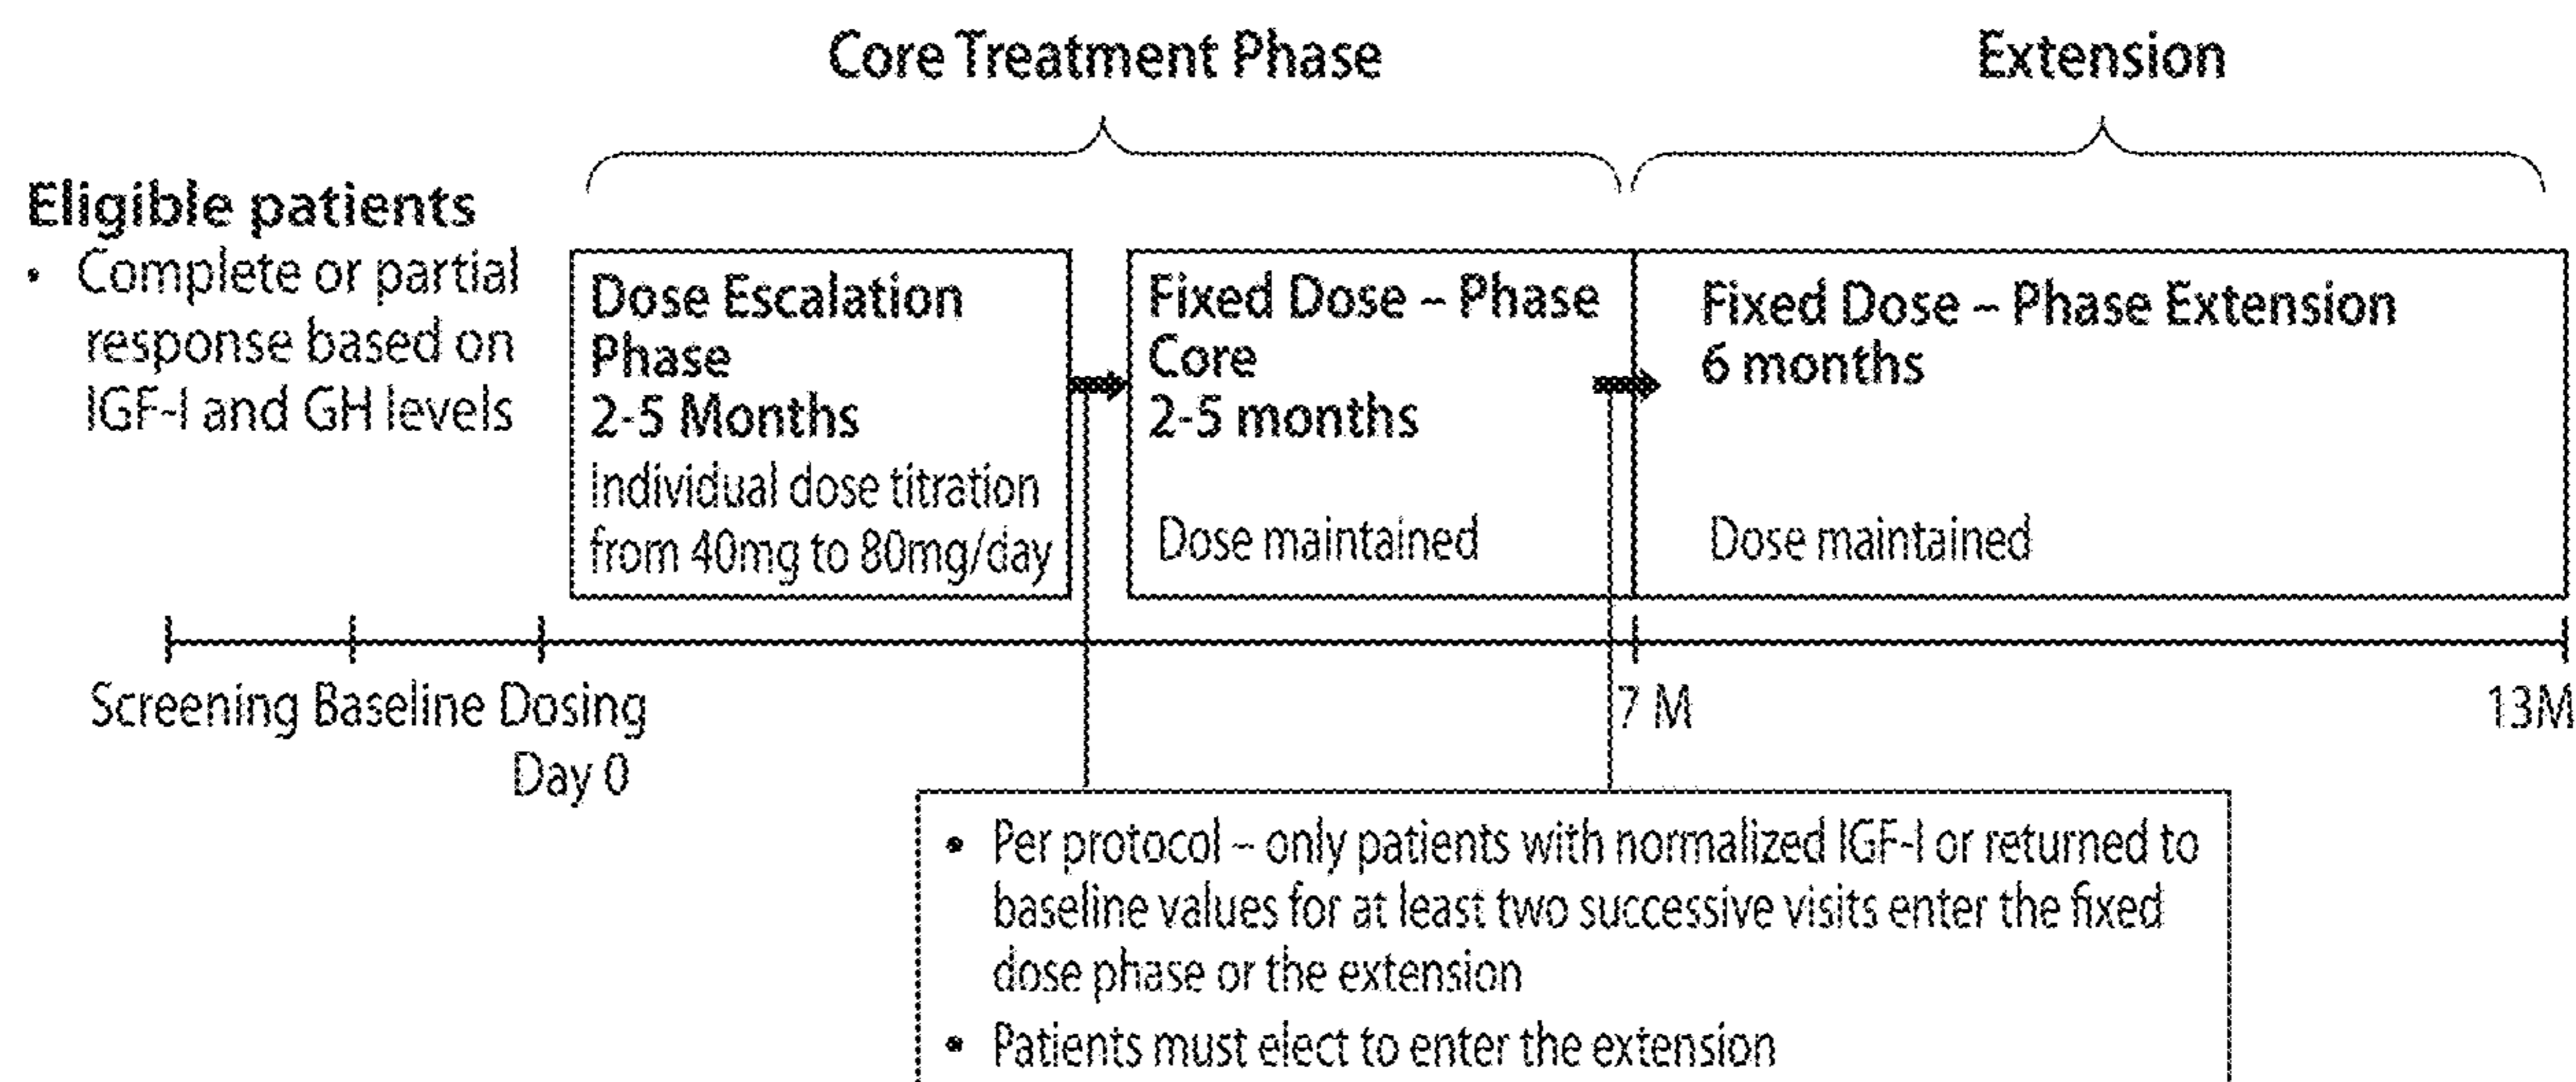 Core Treatment Phase
Extension
Eligible patients
• Complete or partial
response based on
IGF-I and GH levels
Dose Escalation
Phase
2-5 Months
Individual dose titration
from 40mg to 80mg/day
Fixed Dose – Phase
Core
2-5 months
Dose maintained
Fixed Dose – Phase Extension
6 months
Dose maintained
Screening Baseline Dosing
Day 0
7 M
13M
• Per protocol – only patients with normalized IGF-I or returned to
baseline values for at least two successive visits enter the fixed
dose phase or the extension
• Patients must elect to enter the extension